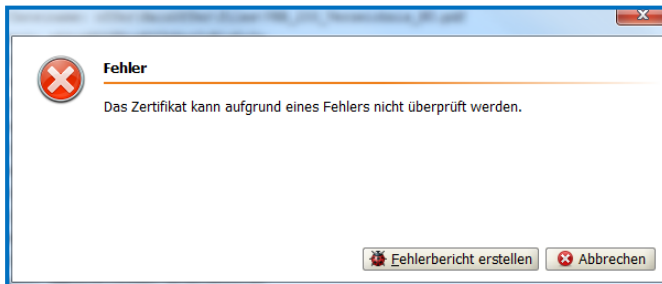 Fehler
Das Zertifikat kann aufgrund eines Fehlers nicht überprüft werden.
Fehlerbericht erstellen
Abbrechen